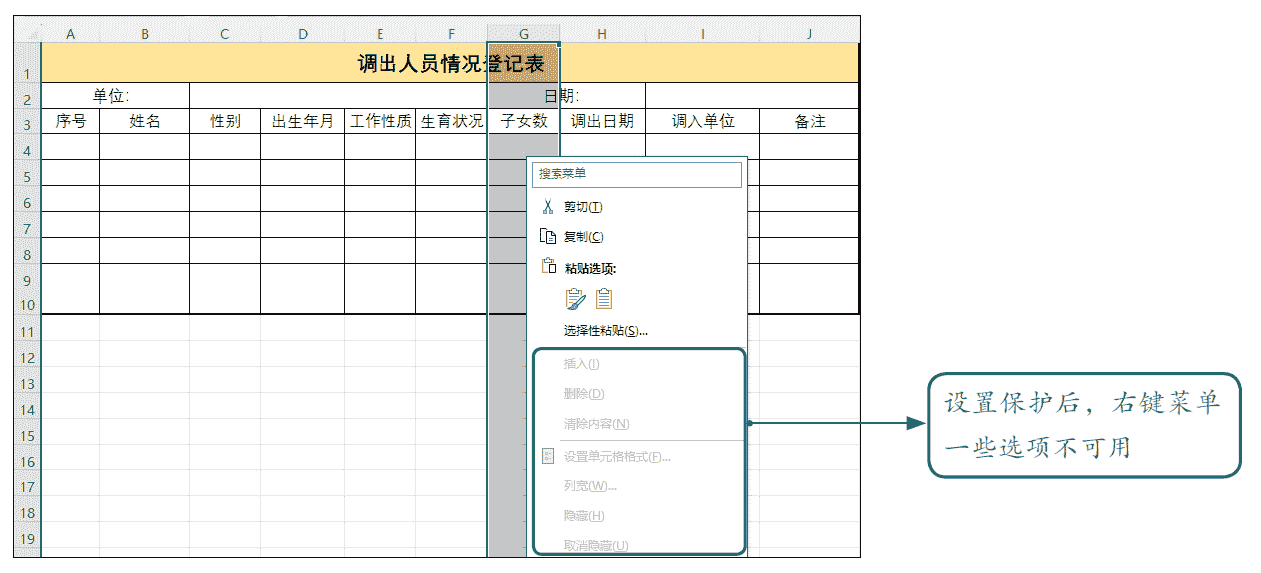 A B C D E F G H I J
1 调出人员情况登记表
2 单位： 日期：
3 序号 姓名 性别 出生年月 工作性质 生育状况 子女数 调出日期 调入单位 备注
4
5
搜索菜单
6 剪切(T)
7 复制(C)
8 粘贴选项:
9
10
11 选择性粘贴(S)...
12 插入(I)
13 删除(D)
14 清除内容(N)
15
16 设置单元格格式(F)...
17 列宽(W)...
18 隐藏(H)
19 取消隐藏(U)
设置保护后，右键菜单
一些选项不可用